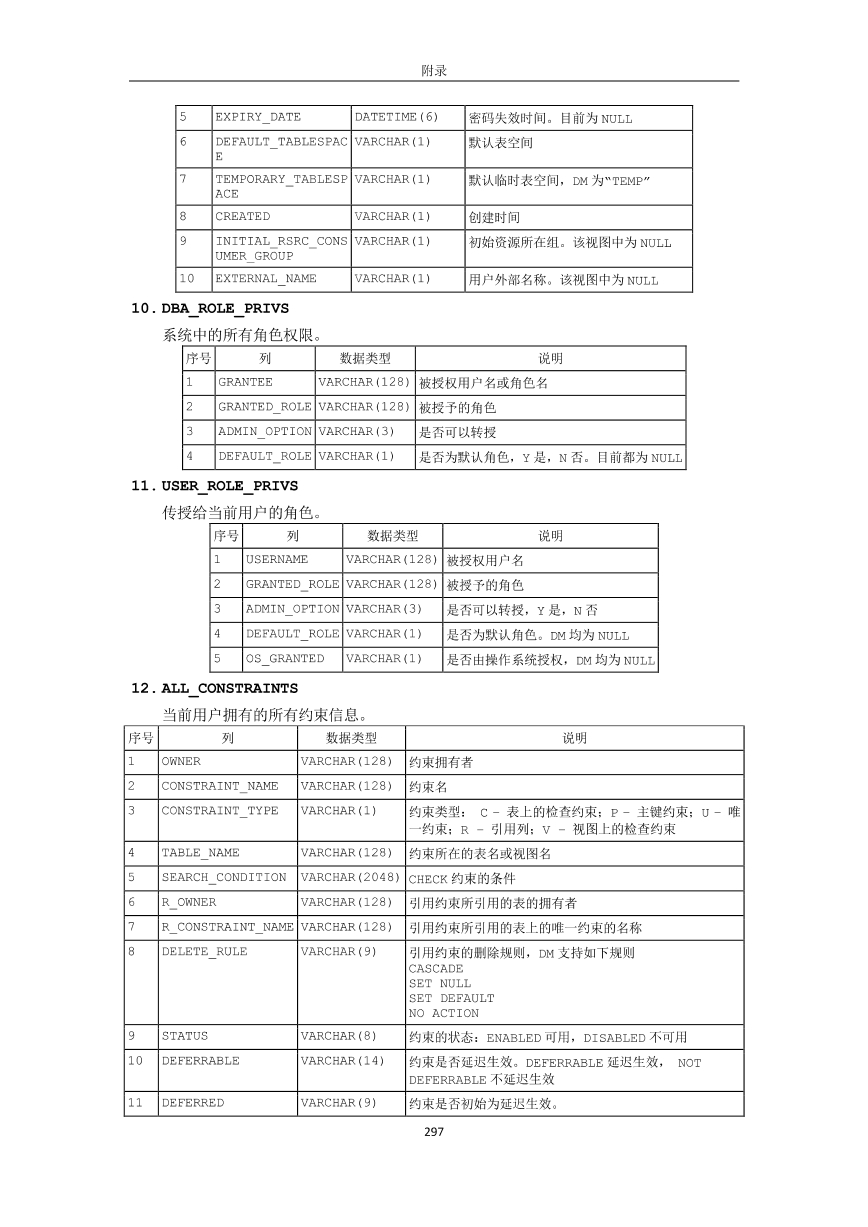 附录
5 EXPIRY_DATE DATETIME(6) 密码失效时间。目前为 NULL
6 DEFAULT_TABLESPAC VARCHAR(1) 默认表空间
E
7 TEMPORARY_TABLESP VARCHAR(1) 默认临时表空间，DM 为“TEMP”
ACE
8 CREATED VARCHAR(1) 创建时间
9 INITIAL_RSRC_CONS VARCHAR(1) 初始资源所在组。该视图中为 NULL
UMER_GROUP
10 EXTERNAL_NAME VARCHAR(1) 用户外部名称。该视图中为 NULL
10. DBA_ROLE_PRIVS
系统中的所有角色权限。
序号 列 数据类型 说明
1 GRANTEE VARCHAR(128) 被授权用户名或角色名
2 GRANTED_ROLE VARCHAR(128) 被授予的角色
3 ADMIN_OPTION VARCHAR(3) 是否可以转授
4 DEFAULT_ROLE VARCHAR(1) 是否为默认角色，Y 是，N 否。目前都为 NULL
11. USER_ROLE_PRIVS
传授给当前用户的角色。
序号 列 数据类型 说明
1 USERNAME VARCHAR(128) 被授权用户名
2 GRANTED_ROLE VARCHAR(128) 被授予的角色
3 ADMIN_OPTION VARCHAR(3) 是否可以转授，Y 是，N 否
4 DEFAULT_ROLE VARCHAR(1) 是否为默认角色。DM 均为 NULL
5 OS_GRANTED VARCHAR(1) 是否由操作系统授权，DM 均为 NULL
12. ALL_CONSTRAINTS
当前用户拥有的所有约束信息。
序号 列 数据类型 说明
1 OWNER VARCHAR(128) 约束拥有者
2 CONSTRAINT_NAME VARCHAR(128) 约束名
3 CONSTRAINT_TYPE VARCHAR(1) 约束类型： C – 表上的检查约束；P – 主键约束；U – 唯
一约束；R – 引用列；V – 视图上的检查约束
4 TABLE_NAME VARCHAR(128) 约束所在的表名或视图名
5 SEARCH_CONDITION VARCHAR(2048) CHECK 约束的条件
6 R_OWNER VARCHAR(128) 引用约束所引用的表的拥有者
7 R_CONSTRAINT_NAME VARCHAR(128) 引用约束所引用的表上的唯一约束的名称
8 DELETE_RULE VARCHAR(9) 引用约束的删除规则，DM 支持如下规则
CASCADE
SET NULL
SET DEFAULT
NO ACTION
9 STATUS VARCHAR(8) 约束的状态：ENABLED 可用，DISABLED 不可用
10 DEFERRABLE VARCHAR(14) 约束是否延迟生效。DEFERRABLE 延迟生效， NOT
DEFERRABLE 不延迟生效
11 DEFERRED VARCHAR(9) 约束是否初始为延迟生效。
297